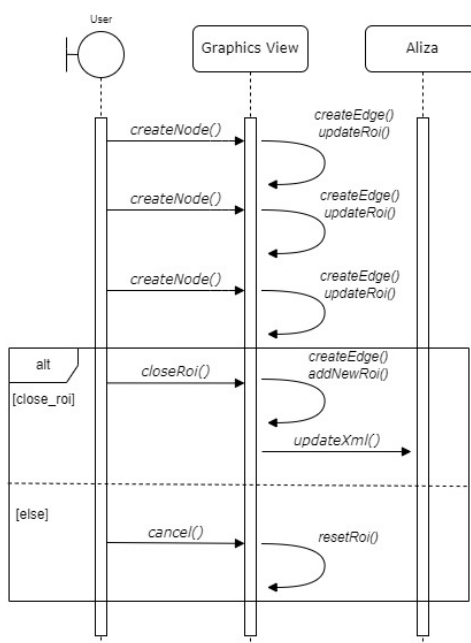 User
Graphics View
Aliza
createNode()
createEdge()
updateRoi()
createNode()
createEdge()
updateRoi()
createNode()
createEdge()
updateRoi()
alt
[close_roi]
closeRoi()
createEdge()
addNewRoi()
updateXml()
[else]
cancel()
resetRoi()